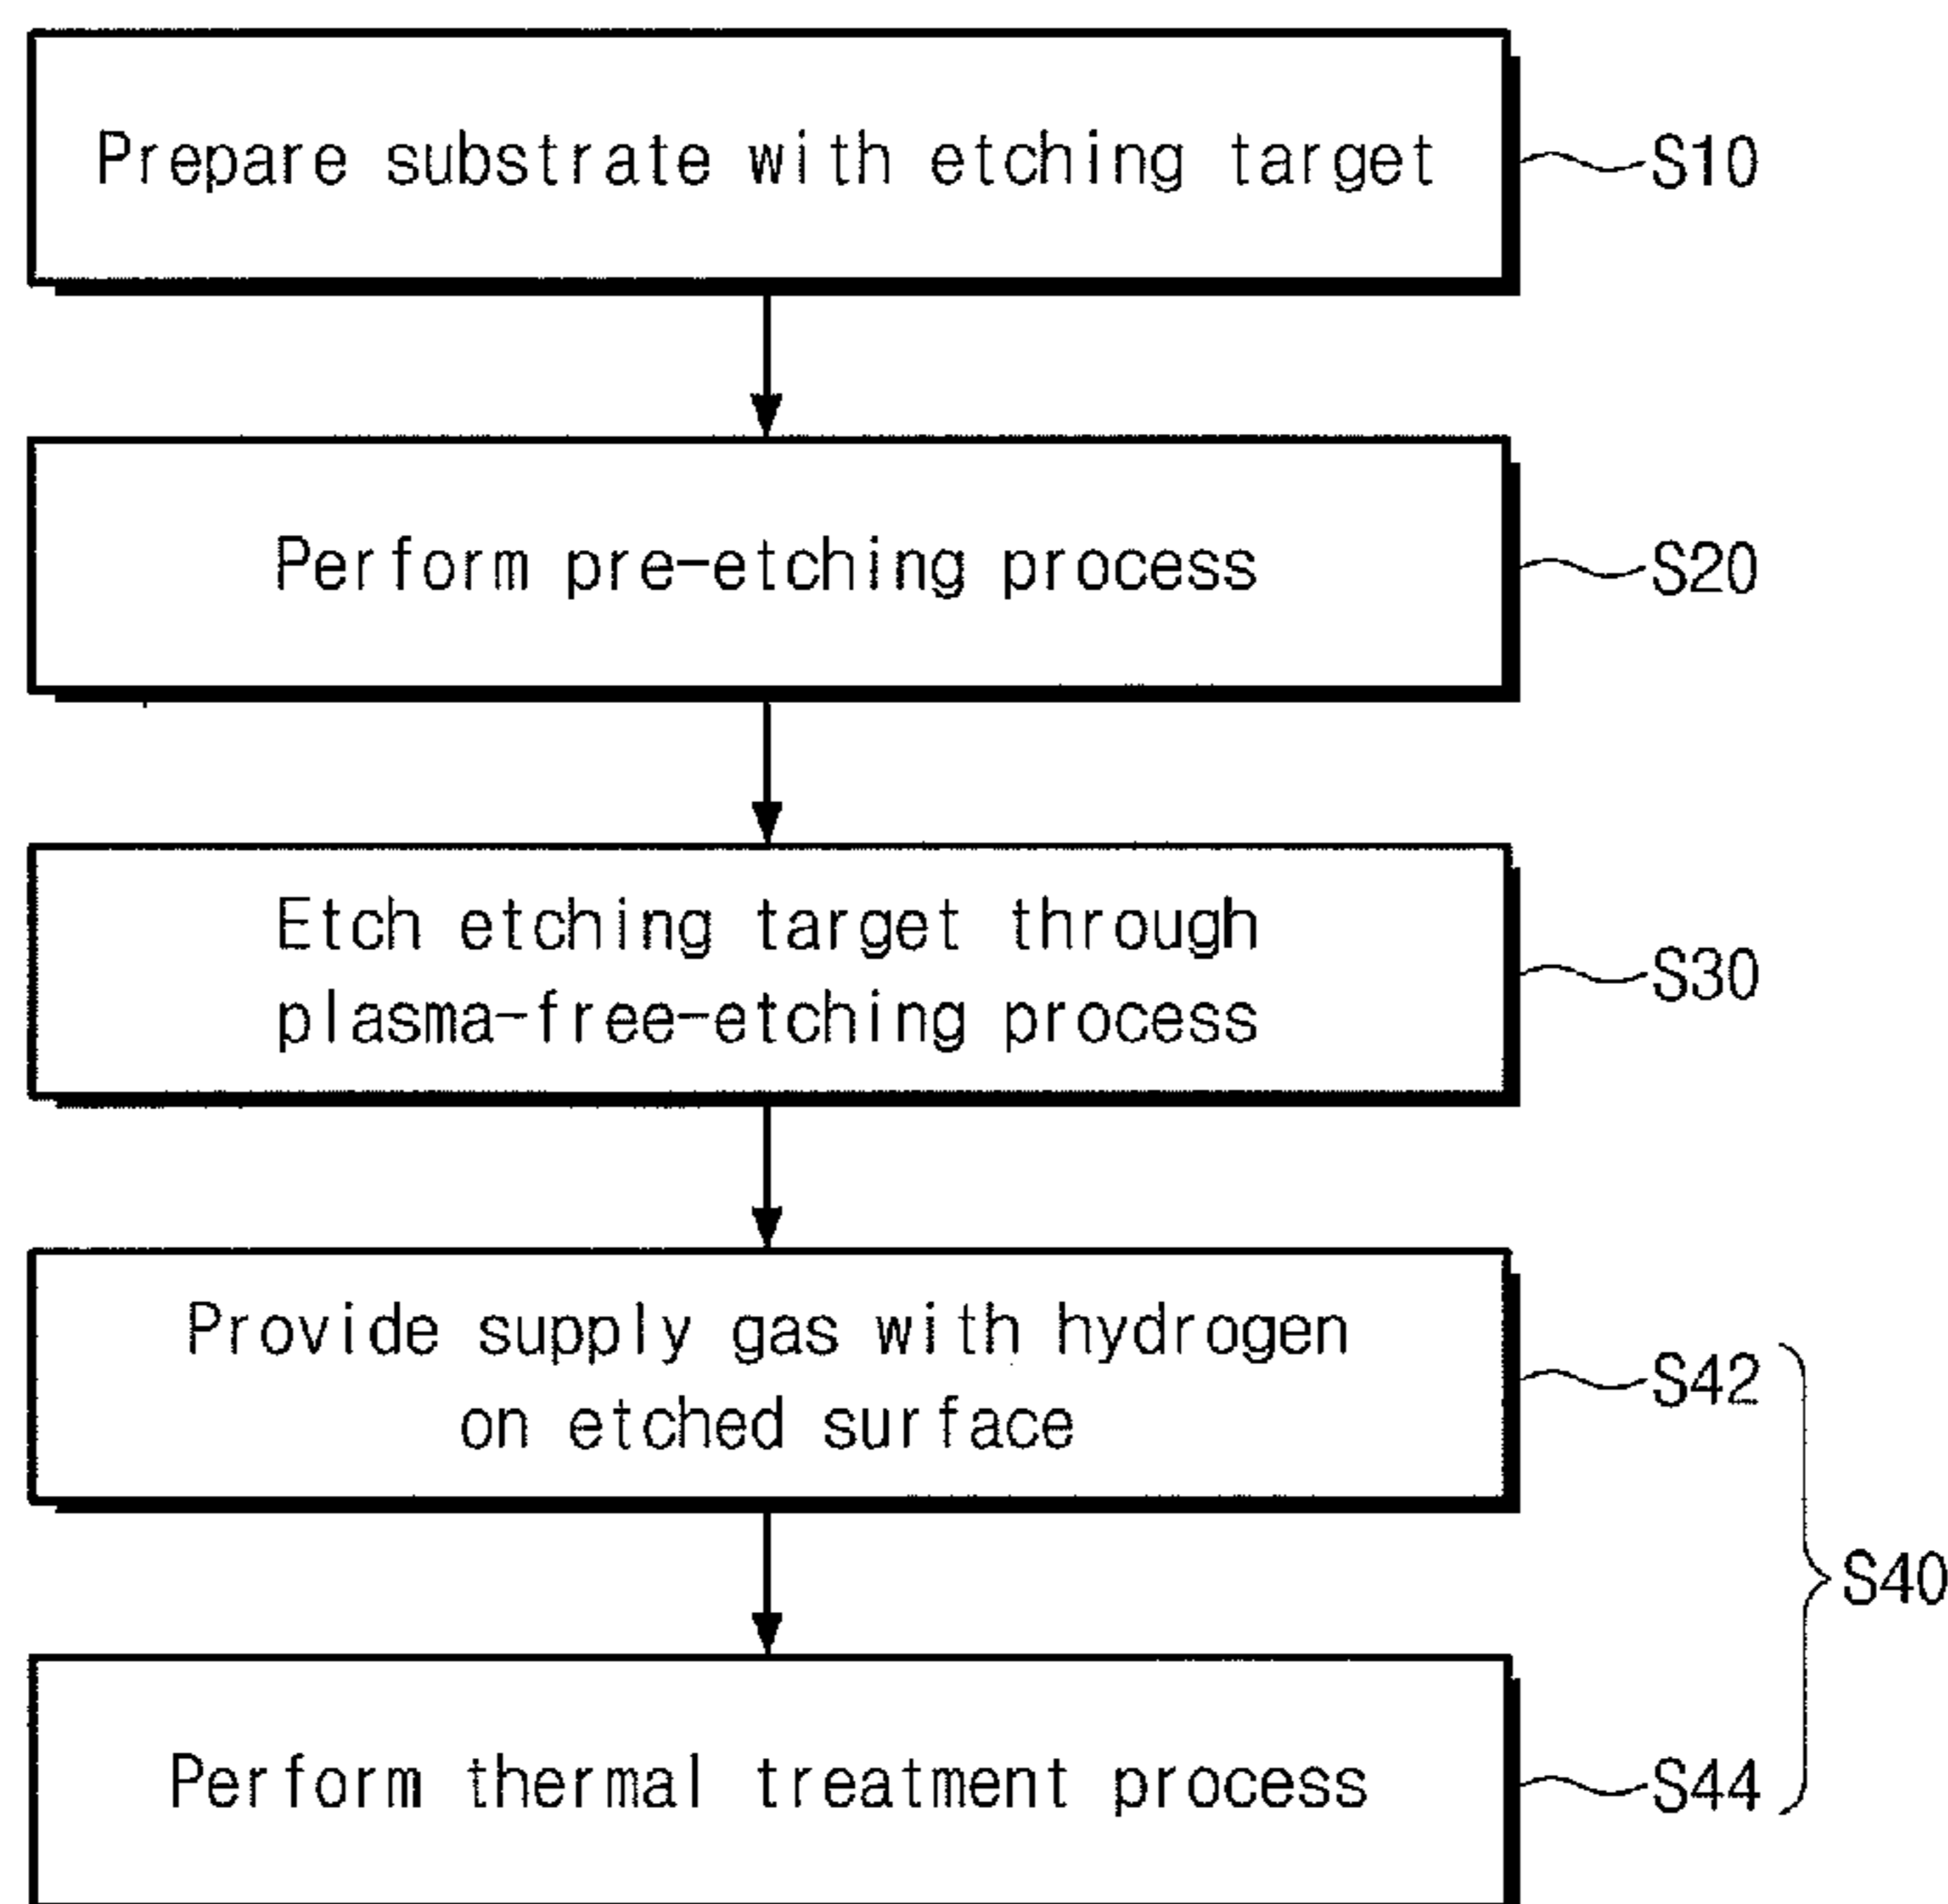 Prepare substrate with etching target
S10
Perform pre-etching process
S20
Etch etching target through
plasma-free-etching process
S30
Provide supply gas with hydrogen
on etched surface
S42
S40
Perform thermal treatment process
S44